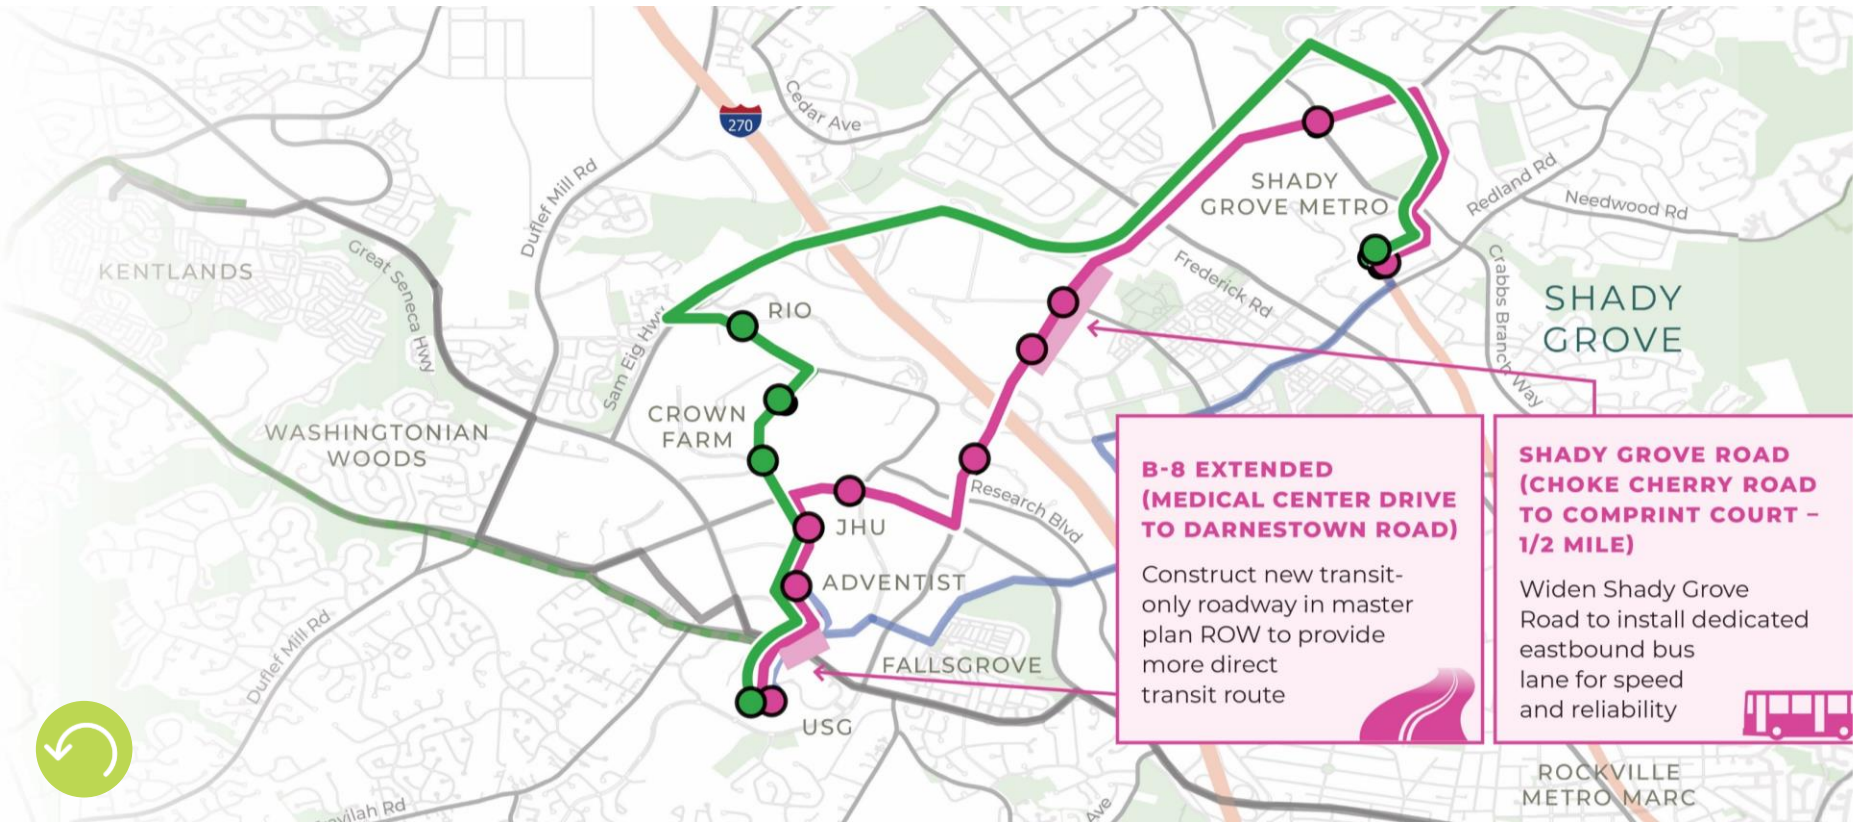 270
Cedar Ave
Duflef Mill Rd
SHADY
GROVE METRO
Redland Rd
Needwood Rd
KENTLANDS
Great Seneca Hwy
Frederick Rd
Crabbs Branch Way
SHADY
GROVE
RIO
Sam Eig Hwy
CROWN
FARM
WASHINGTONIAN
WOODS
Research Blvd
JHU
ADVENTIST
FALLSGROVE
USG
Duflef Mill Rd
B-8 EXTENDED
(MEDICAL CENTER DRIVE
TO DARNESTOWN ROAD)
Construct new transit-
only roadway in master
plan ROW to provide
more direct
transit route
SHADY GROVE ROAD
(CHOKE CHERRY ROAD
TO COMPRINT COURT –
1/2 MILE)
Widen Shady Grove
Road to install dedicated
eastbound bus
lane for speed
and reliability
ROCKVILLE
METRO MARC
Rd
Ave